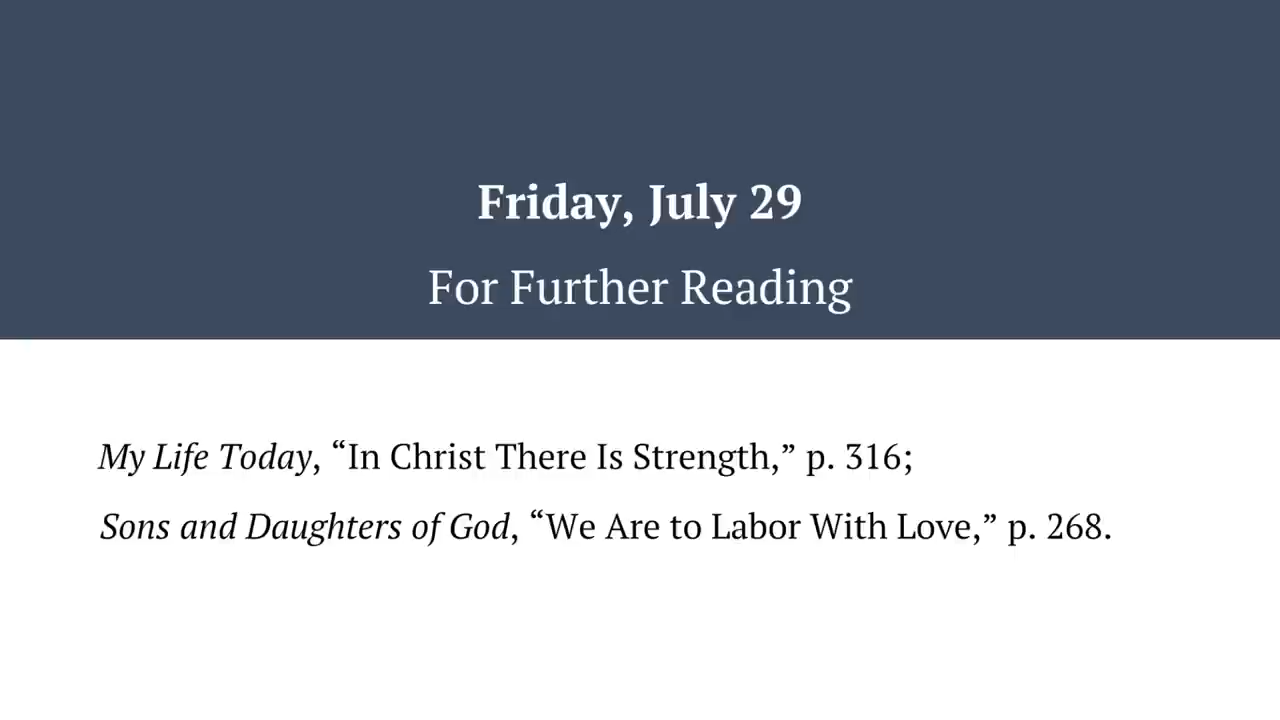 Friday, July 29
For Further Reading
My Life Today, “In Christ There Is Strength,” p. 316;
Sons and Daughters of God, “We Are to Labor With Love,” p. 268.